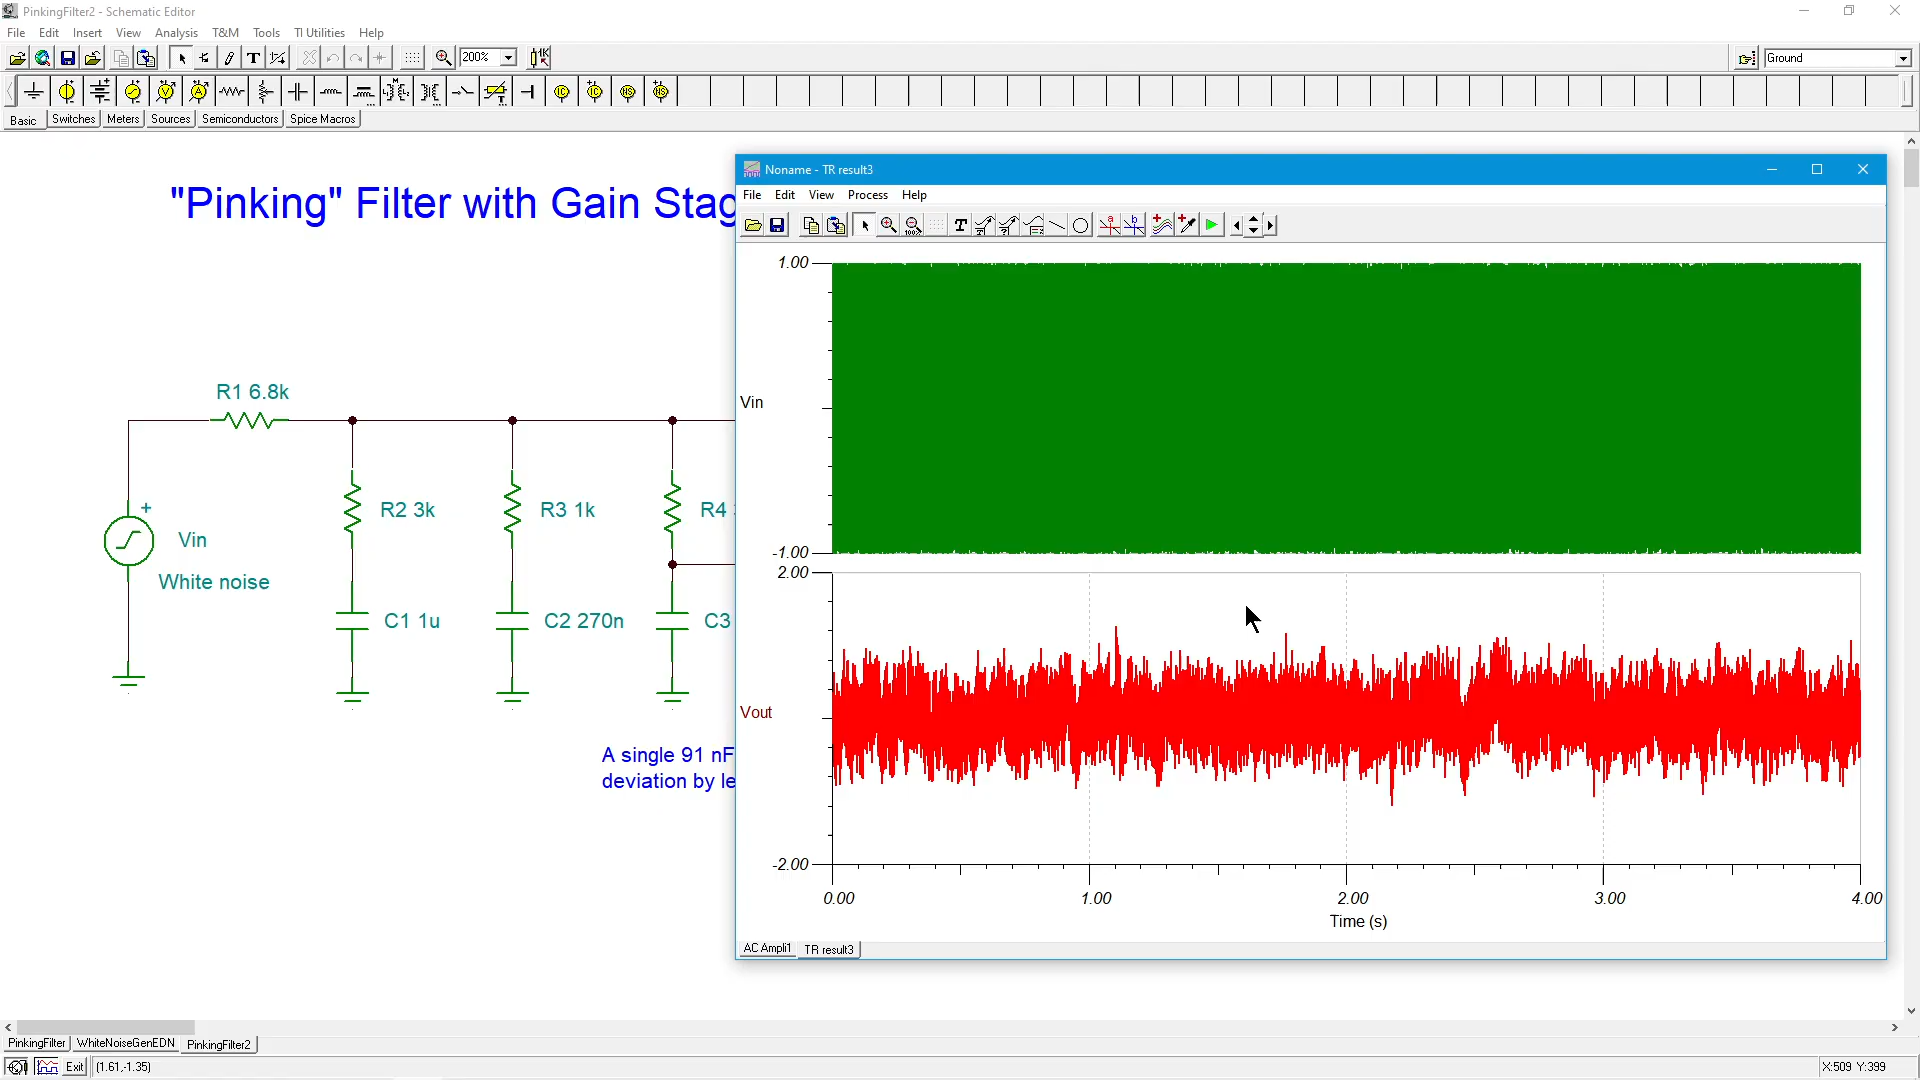 PinkingFilter2 - Schematic Editor
File Edit Insert View Analysis T&M Tools TI Utilities Help
200%
Ground
Basic Switches Meters Sources Semiconductors Spice Macros
"Pinking" Filter with Gain Stag
R1 6.8k
+
Vin
White noise
R2 3k
R3 1k
R4
C1 1u
C2 270n
C3
A single 91 nF
deviation by le
Noname - TR result3
File Edit View Process Help
1.00
Vin
-1.00
2.00
Vout
-2.00
0.00 1.00 2.00 3.00 4.00
Time (s)
AC Ampli1 TR result3
PinkingFilter WhiteNoiseGenEDN PinkingFilter2
Exit (1.61,-1.35)
X:509 Y:399